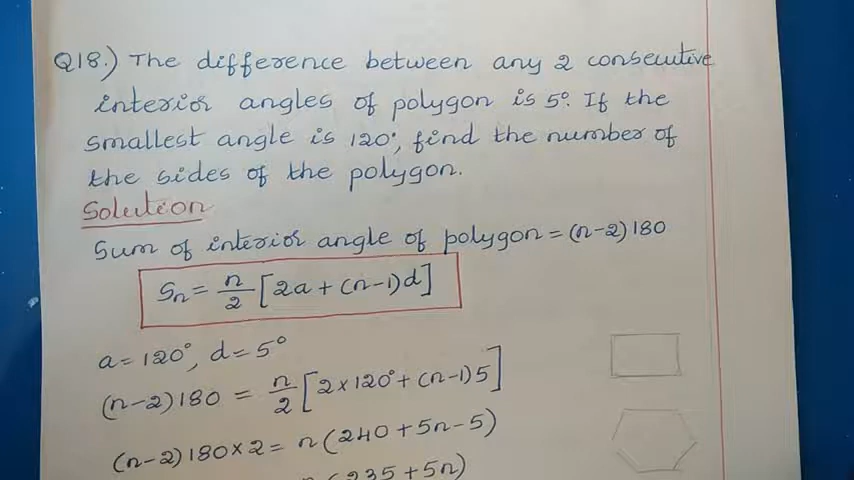 Q18.) The difference between any 2 consecutive
interior angles of polygon is 5°. If the
smallest angle is 120°, find the number of
the sides of the polygon.
Solution
Sum of interior angle of polygon = (n-2) 180
Sn = n/2 [2a + (n-1)d]
a = 120°, d = 5°
(n-2) 180 = n/2 [2×120° + (n-1) 5]
(n-2) 180×2 = n(240 + 5n - 5)
(235 + 5n)